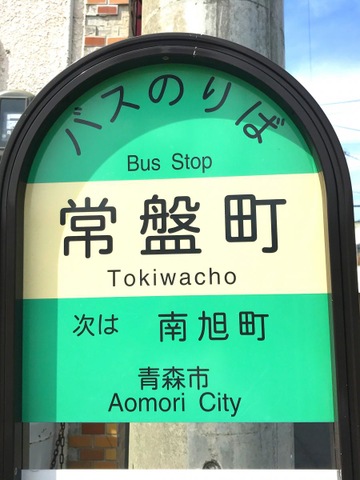 バスのりば
Bus Stop
常盤町
Tokiwacho
次は 南旭町
青森市
Aomori City